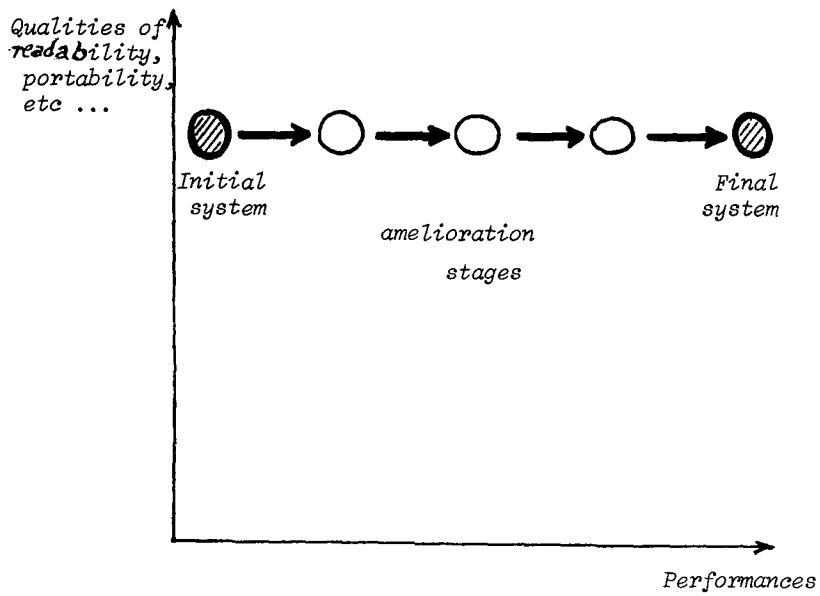 Qualities of
readability,
portability,
etc ...
Initial
system
Final
system
amelioration
stages
Performances